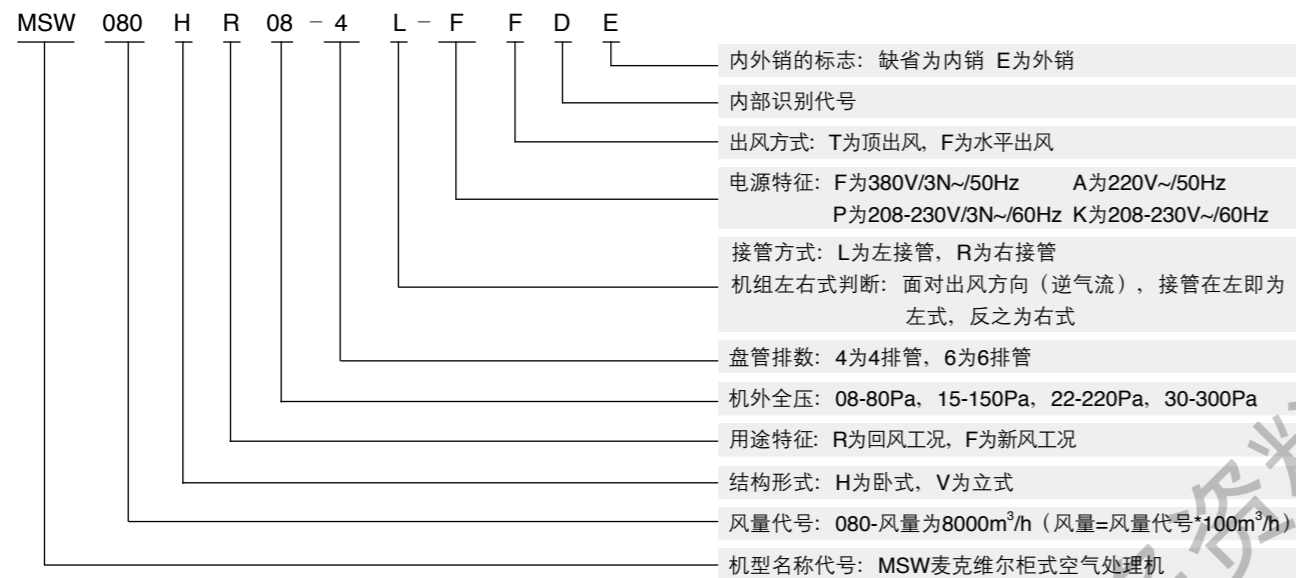 MSW 080 H R 08 - 4 L - F F D E
内外销的标志：缺省为内销 E为外销
内部识别代号
出风方式：T为顶出风，F为水平出风
电源特征：F为380V/3N~/50Hz A为220V~/50Hz
P为208-230V/3N~/60Hz K为208-230V~/60Hz
接管方式：L为左接管，R为右接管
机组左右式判断：面对出风方向（逆气流），接管在左即为
左式，反之为右式
盘管排数：4为4排管，6为6排管
机外全压：08-80Pa，15-150Pa，22-220Pa，30-300Pa
用途特征：R为回风工况，F为新风工况
结构形式：H为卧式，V为立式
风量代号：080-风量为8000m³/h（风量=风量代号*100m³/h）
机型名称代号：MSW麦克维尔柜式空气处理机